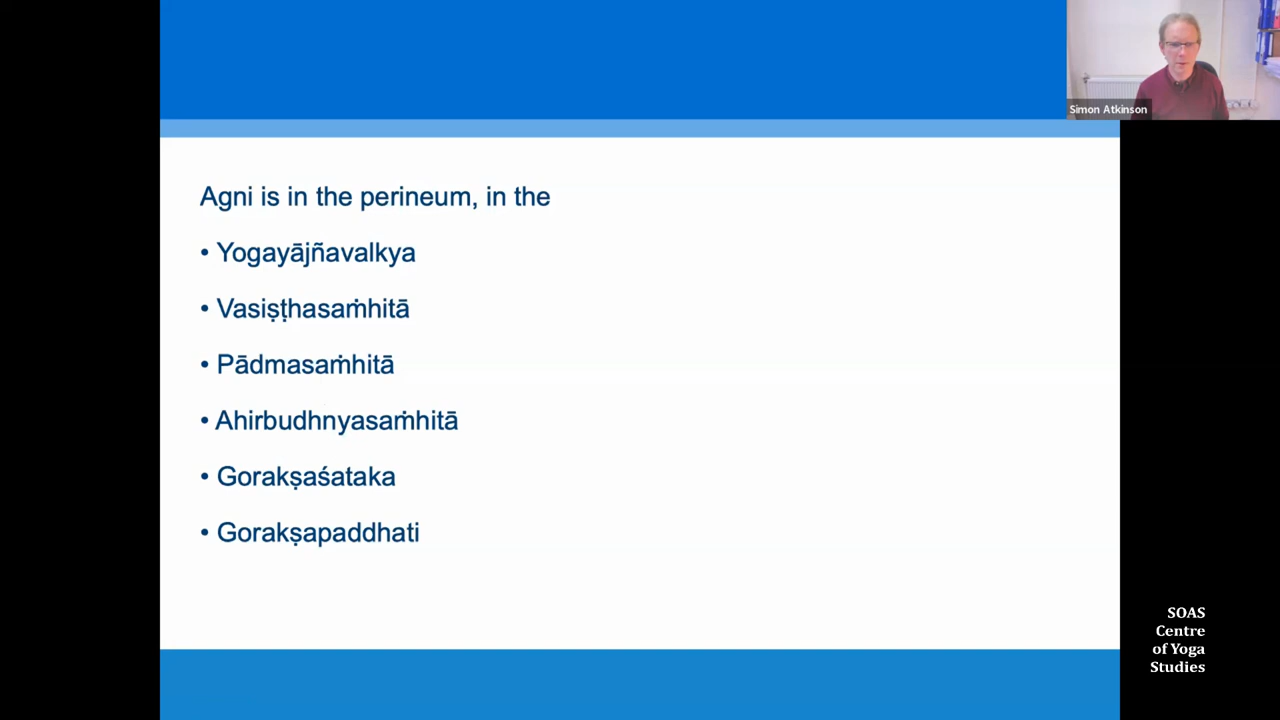 Simon Atkinson
Agni is in the perineum, in the
• Yogayājñavalkya
• Vasiṣṭhasaṁhitā
• Pādmasaṁhitā
• Ahirbudhnyasaṁhitā
• Gorakṣaśataka
• Gorakṣapaddhati
SOAS
Centre
of Yoga
Studies